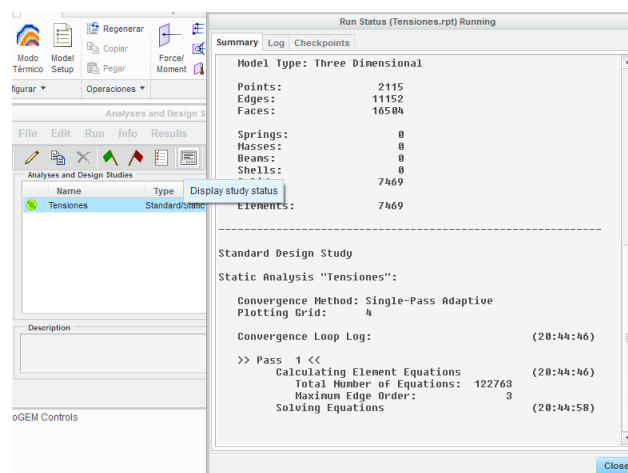 Run Status (Tensiones.rpt) Running
Summary Log Checkpoints
Regenerar
Copiar
Pegar
Modo Térmico
Model Setup
Force/ Moment
figurar
Operaciones
Analyses and Design S
File Edit Run Info Results
Analyses and Design Studies
Name Type
Tensiones Standard/Static
Display study status
Description
oGEM Controls
Model Type: Three Dimensional
Points: 2115
Edges: 11152
Faces: 16504
Springs: 0
Masses: 0
Beams: 0
Shells: 0
7469
Elements: 7469
Standard Design Study
Static Analysis "Tensiones":
Convergence Method: Single-Pass Adaptive
Plotting Grid: 4
Convergence Loop Log: (20:44:46)
>> Pass 1 <<
Calculating Element Equations (20:44:46)
Total Number of Equations: 122763
Maximum Edge Order: 3
Solving Equations (20:44:58)
Close